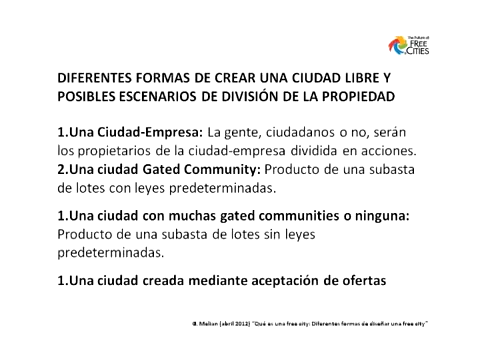 The Future of
FREE
CITIES
DIFERENTES FORMAS DE CREAR UNA CIUDAD LIBRE Y
POSIBLES ESCENARIOS DE DIVISIÓN DE LA PROPIEDAD
1.Una Ciudad-Empresa: La gente, ciudadanos o no, serán
los propietarios de la ciudad-empresa dividida en acciones.
2.Una ciudad Gated Community: Producto de una subasta
de lotes con leyes predeterminadas.
1.Una ciudad con muchas gated communities o ninguna:
Producto de una subasta de lotes sin leyes
predeterminadas.
1.Una ciudad creada mediante aceptación de ofertas
(abril 2012) "Qué es una free city: Diferentes formas de diseñar una free city"